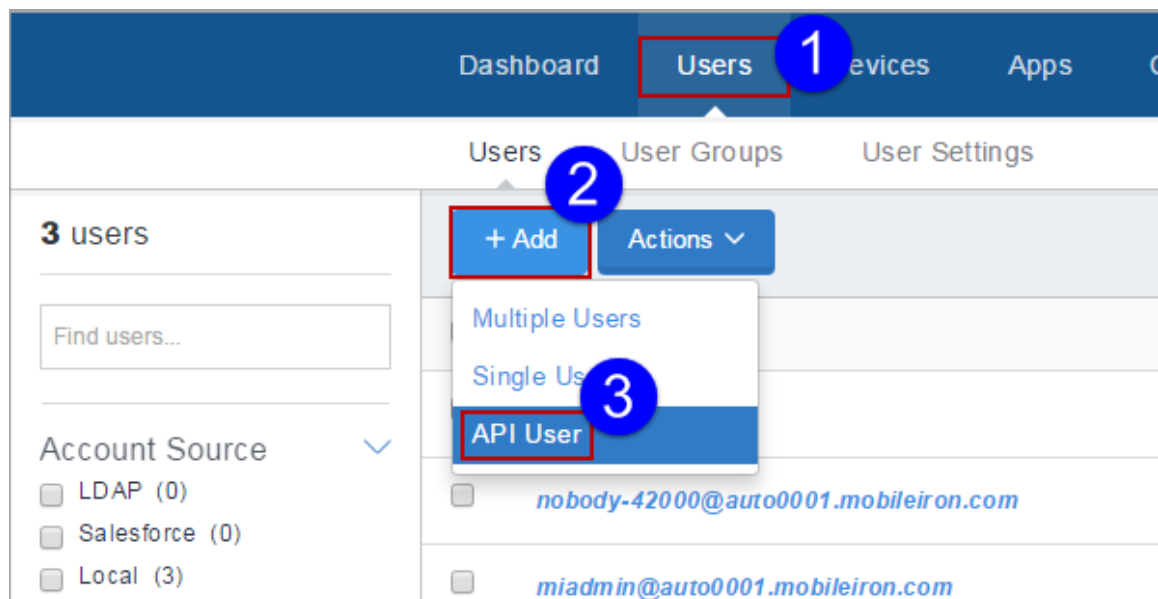 Dashboard Users 1 evices Apps
Users User Groups User Settings
2
3 users
+ Add Actions
Find users...
Multiple Users
Single Us
3
API User
Account Source
LDAP (0)
nobody-42000@auto0001.mobileiron.com
Salesforce (0)
Local (3)
miadmin@auto0001.mobileiron.com